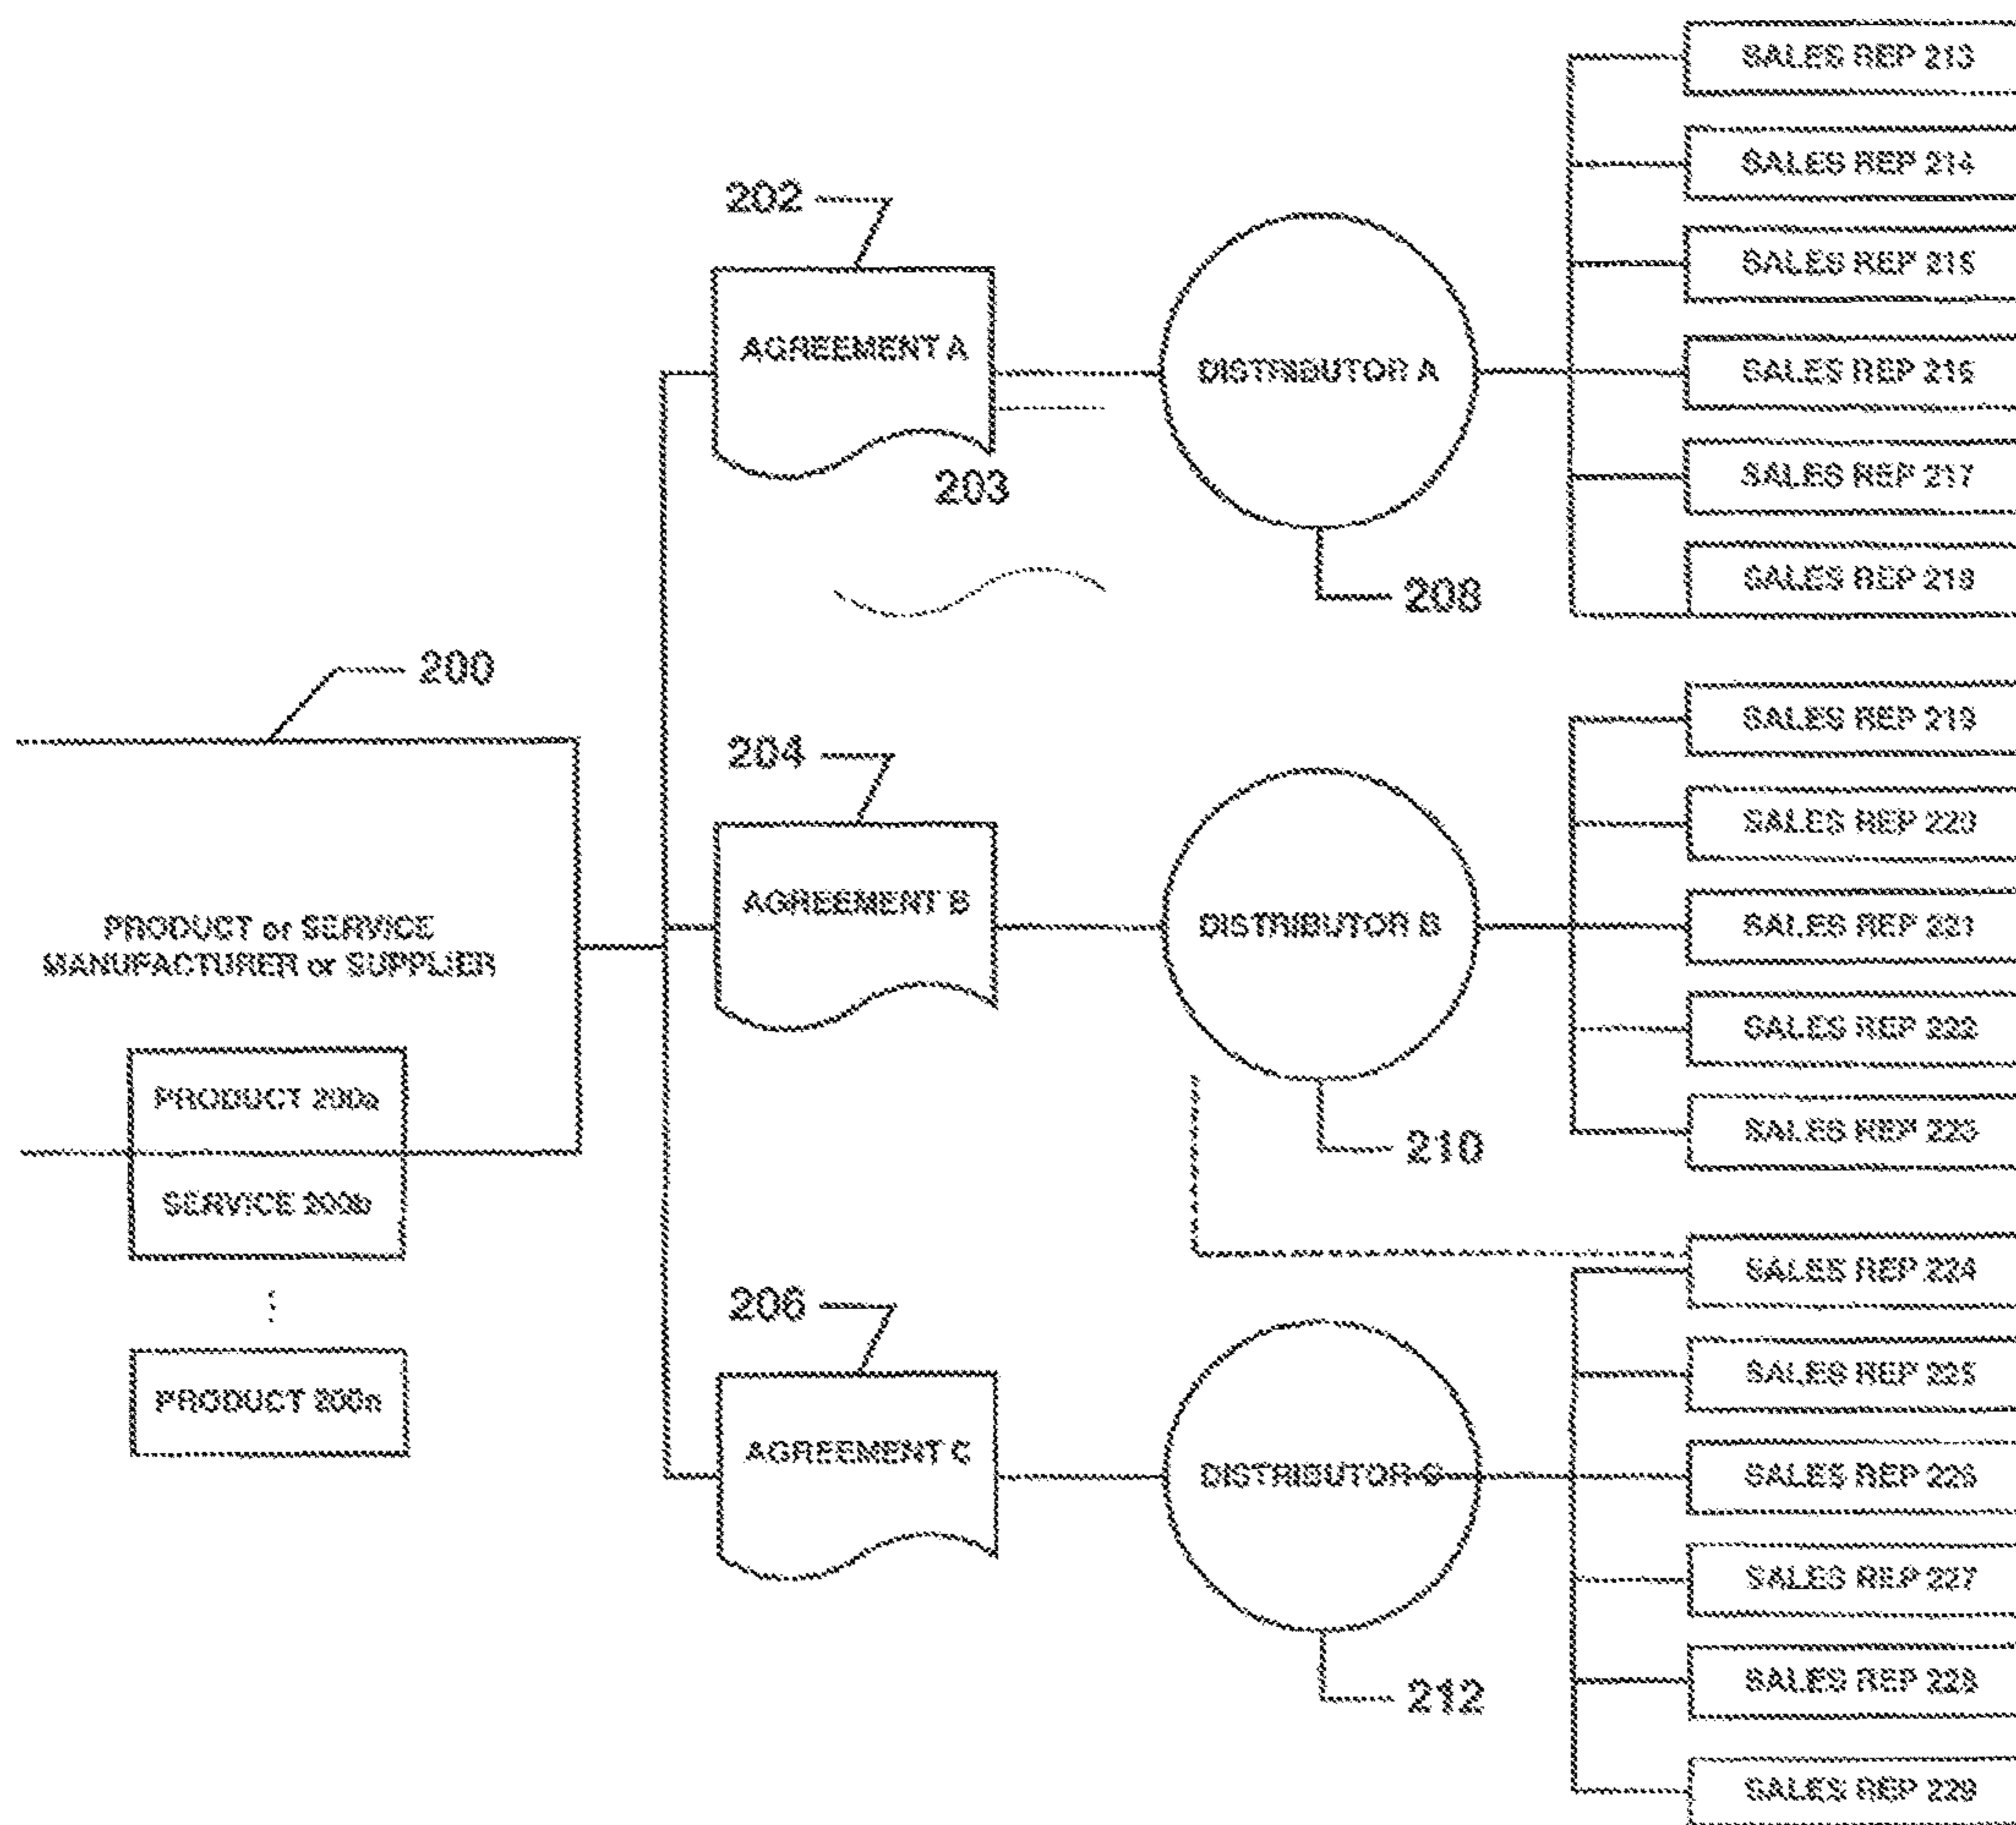 200
PRODUCT or SERVICE
MANUFACTURER or SUPPLIER
PRODUCT 200a
SERVICE 200b
⋮
PRODUCT 200n
202
AGREEMENT A
203
204
AGREEMENT B
206
AGREEMENT C
DISTRIBUTOR A
208
DISTRIBUTOR B
210
DISTRIBUTOR C
212
SALES REP 213
SALES REP 214
SALES REP 215
SALES REP 216
SALES REP 217
SALES REP 218
SALES REP 219
SALES REP 220
SALES REP 221
SALES REP 222
SALES REP 223
SALES REP 224
SALES REP 225
SALES REP 226
SALES REP 227
SALES REP 228
SALES REP 229